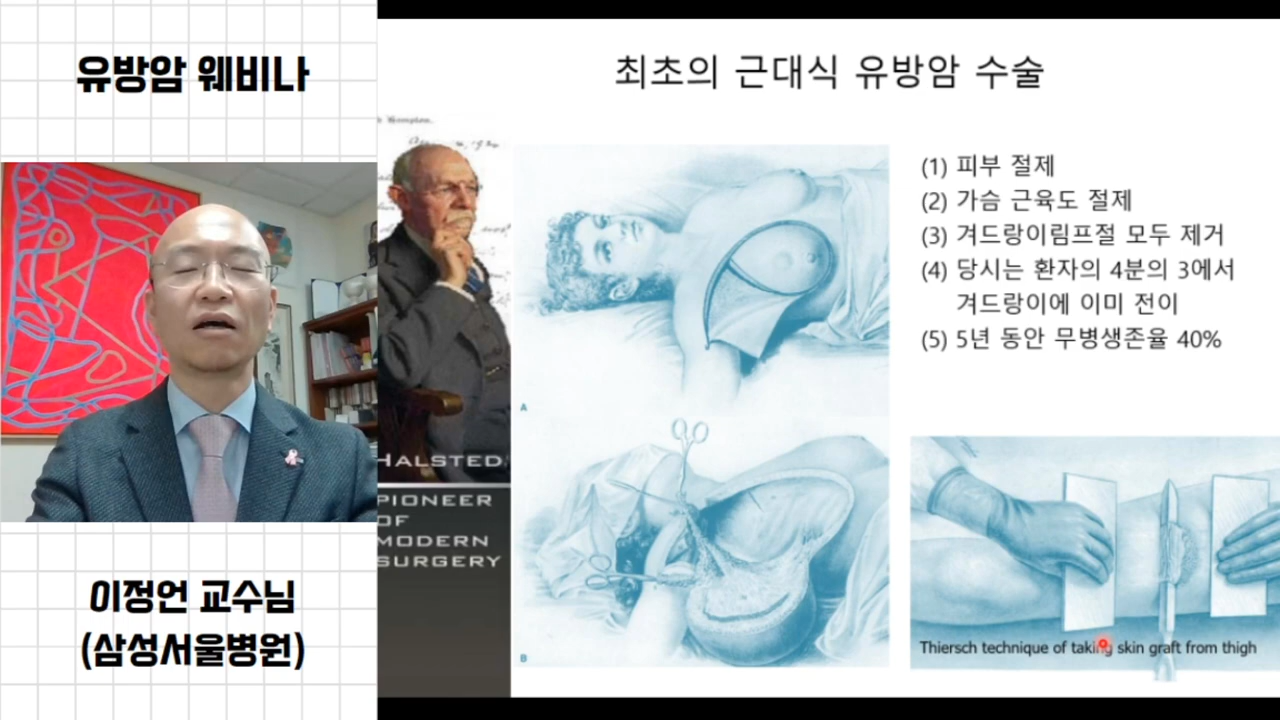 유방암 웨비나
이정언 교수님
(삼성서울병원)
최초의 근대식 유방암 수술
HALSTED
PIONEER
OF
MODERN
SURGERY
A
B
(1) 피부 절제
(2) 가슴 근육도 절제
(3) 겨드랑이림프절 모두 제거
(4) 당시는 환자의 4분의 3에서
겨드랑이에 이미 전이
(5) 5년 동안 무병생존율 40%
Thiersch technique of taking skin graft from thigh